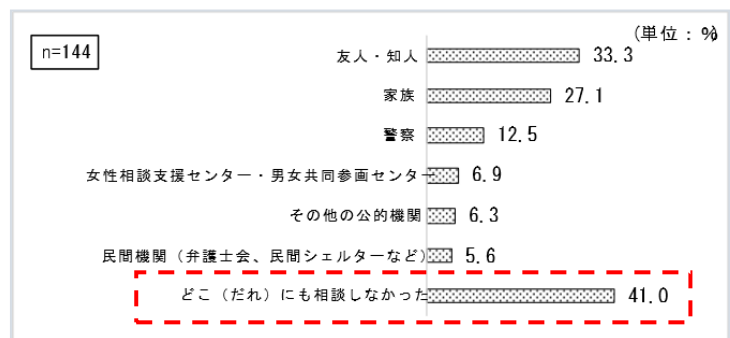 (単位：%)
n=144
友人・知人 33.3
家族 27.1
警察 12.5
女性相談支援センター・男女共同参画センター 6.9
その他の公的機関 6.3
民間機関（弁護士会、民間シェルターなど） 5.6
どこ（だれ）にも相談しなかった 41.0